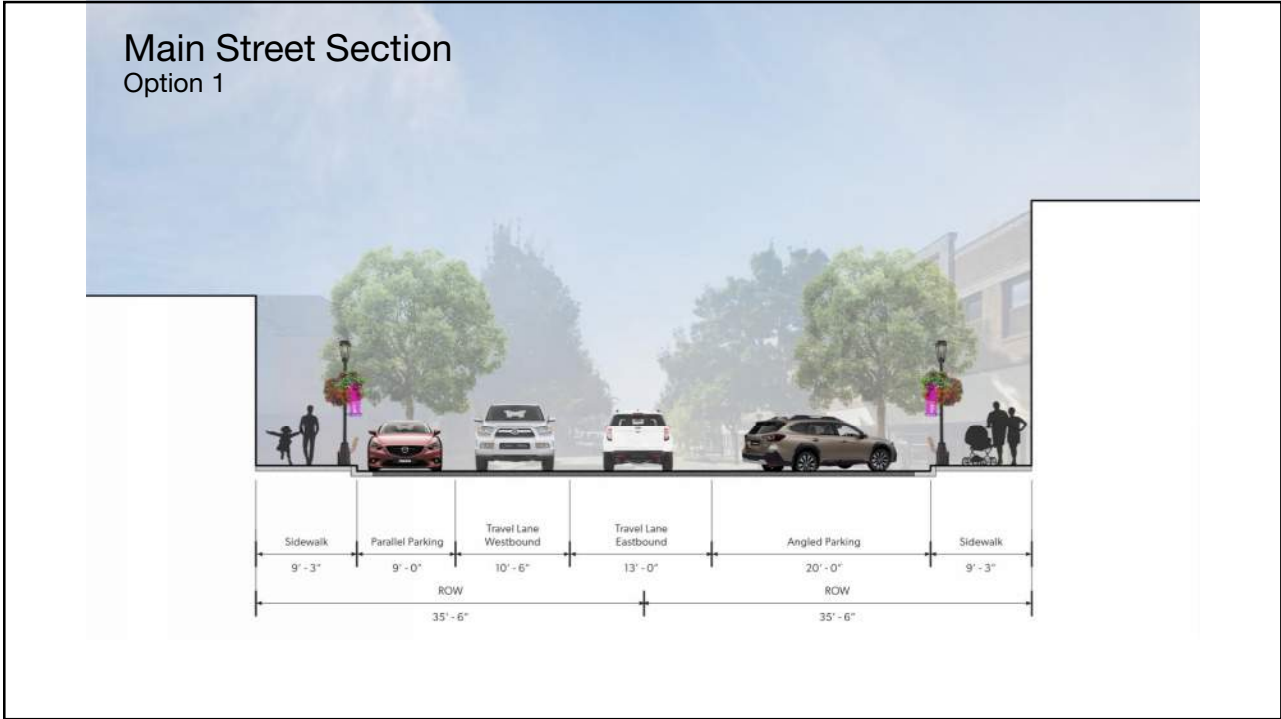 Main Street Section
Option 1
Sidewalk
Parallel Parking
Travel Lane
Westbound
Travel Lane
Eastbound
Angled Parking
Sidewalk
9' - 3"
9' - 0"
10' - 6"
13' - 0"
20' - 0"
9' - 3"
ROW
ROW
35' - 6"
35' - 6"